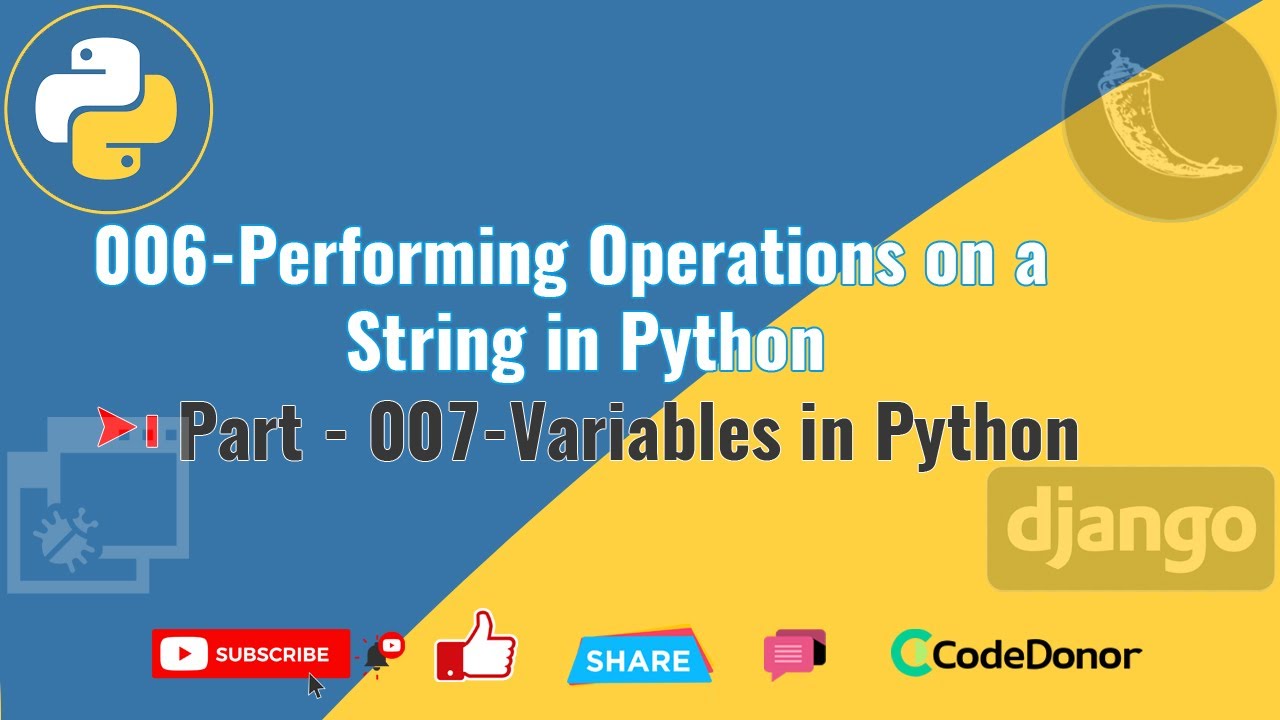 006-Performing Operations on a
String in Python
Part - 007-Variables in Python
django
SUBSCRIBE
SHARE
CodeDonor